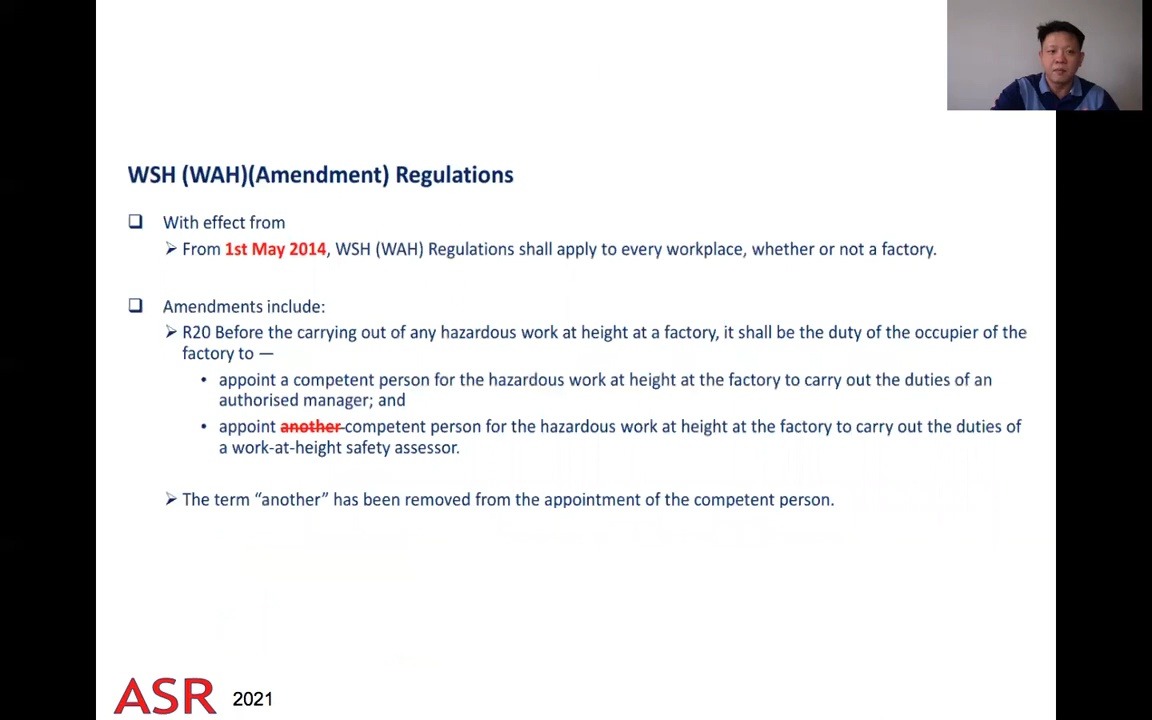 WSH (WAH)(Amendment) Regulations
❑ With effect from
➢ From 1st May 2014, WSH (WAH) Regulations shall apply to every workplace, whether or not a factory.
❑ Amendments include:
➢ R20 Before the carrying out of any hazardous work at height at a factory, it shall be the duty of the occupier of the
factory to —
• appoint a competent person for the hazardous work at height at the factory to carry out the duties of an
authorised manager; and
• appoint another competent person for the hazardous work at height at the factory to carry out the duties of
a work-at-height safety assessor.
➢ The term “another” has been removed from the appointment of the competent person.
ASR 2021